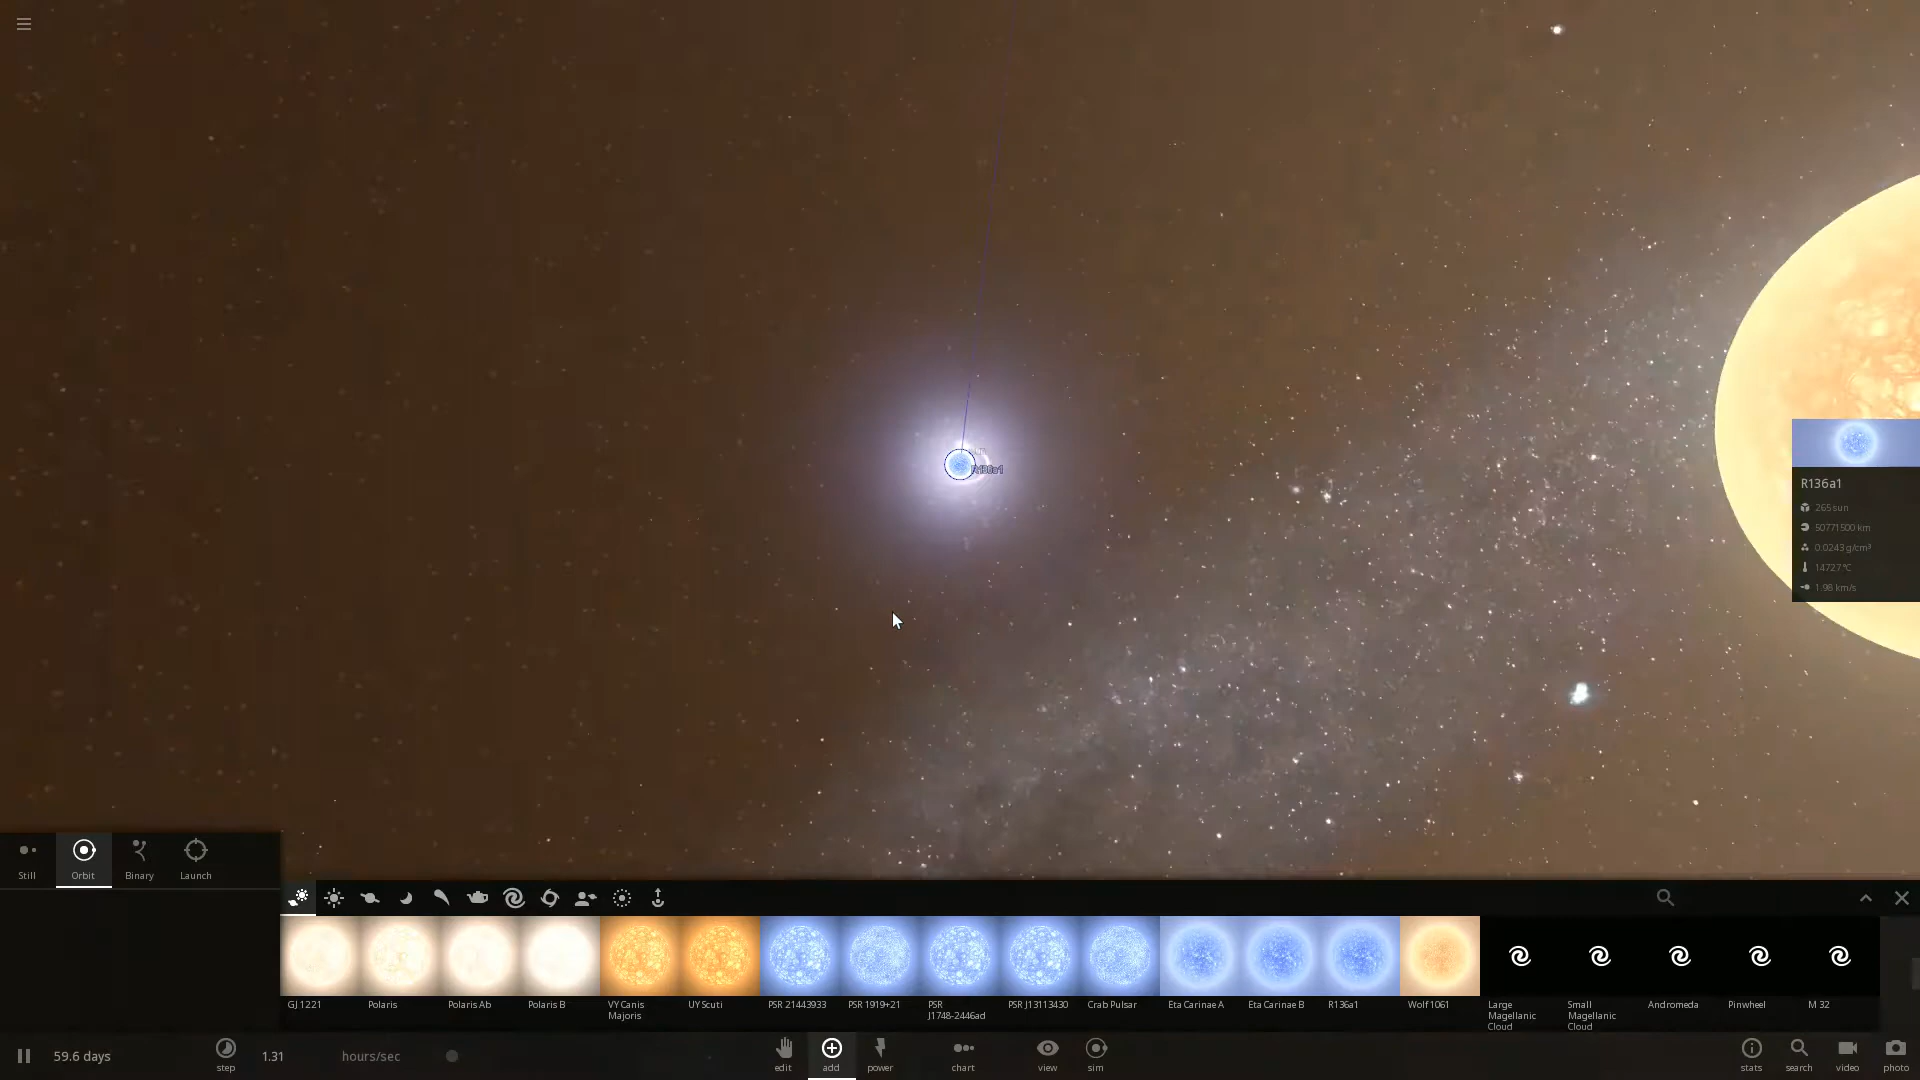 R136a1
R136a1
265 sun
50771500 km
0.0243 g/cm³
14727 °C
1.98 km/s
Still
Orbit
Binary
Launch
GJ 1221
Polaris
Polaris Ab
Polaris B
VY Canis
Majoris
UY Scuti
PSR 21443933
PSR 1919+21
PSR
J1748-2446ad
PSR J13113430
Crab Pulsar
Eta Carinae A
Eta Carinae B
R136a1
Wolf 1061
Large
Magellanic
Cloud
Small
Magellanic
Cloud
Andromeda
Pinwheel
M 32
59.6 days
step
1.31
hours/sec
edit
add
power
chart
view
sim
stats
search
video
photo